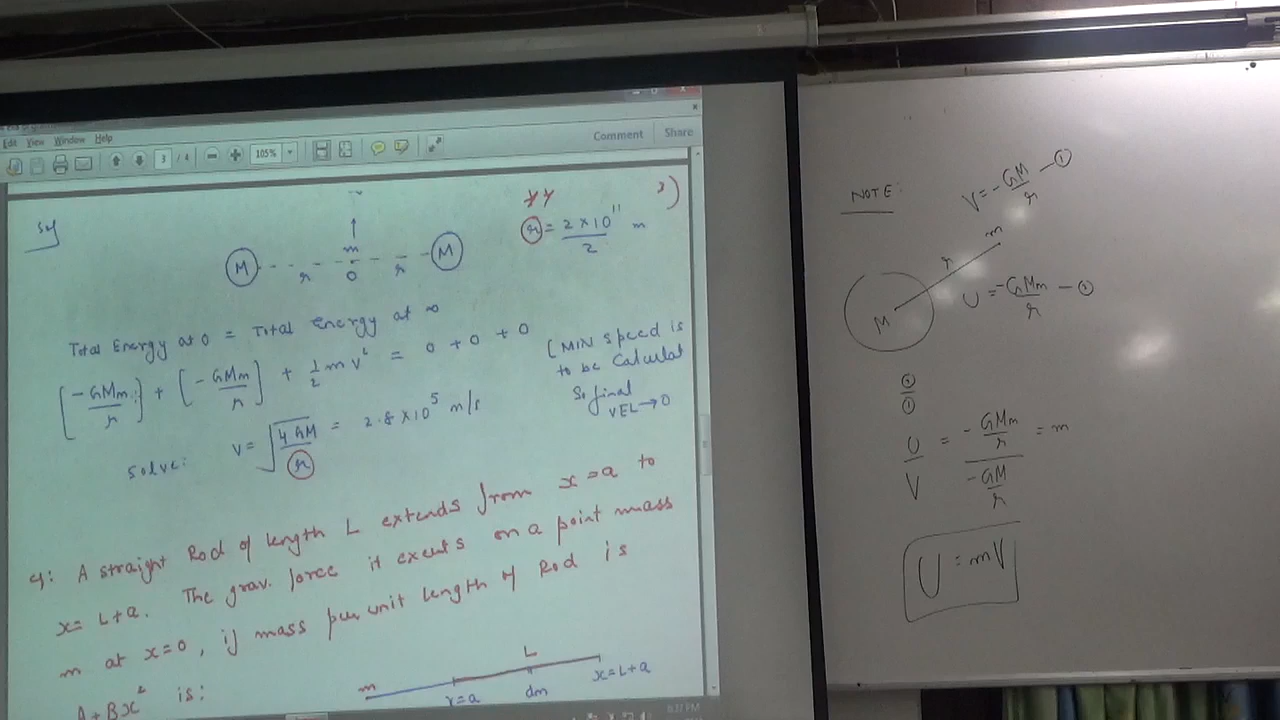 Edit View Window Help
3 / 4
105%
Comment
Share
Sol
m
M
r
O
r
M
r = 2 × 10¹¹ / 2 m
Total Energy at O = Total Energy at ∞
[-GMm/r] + [-GMm/r] + 1/2 m v² = 0 + 0 + 0
[MIN speed is
to be Calculat
So final
VEL → 0
Solve: v = √(4GM/r) = 2.8 × 10⁵ m/s
q: A straight Rod of length L extends from x = a to
x = L+a. The grav. force it exerts on a point mass
m at x=0, if mass per unit length of Rod is
A + Bx² is:
m
L
x=a
dm
x=L+a
8:27 PM
NOTE:
V = -GM/r — ①
m
r
M
U = -GMm/r — ②
②/①
U/V = (-GMm/r) / (-GM/r) = m
U = mV